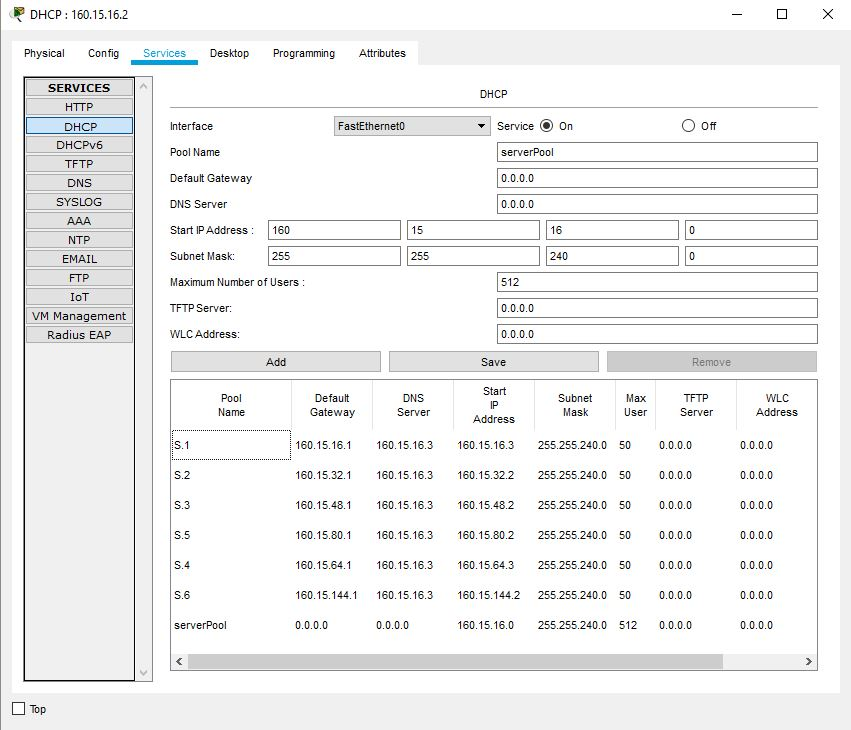 DHCP : 160.15.16.2
Physical Config Services Desktop Programming Attributes
SERVICES
HTTP
DHCP
DHCPv6
TFTP
DNS
SYSLOG
AAA
NTP
EMAIL
FTP
IoT
VM Management
Radius EAP
DHCP
Interface FastEthernet0 Service On Off
Pool Name serverPool
Default Gateway 0.0.0.0
DNS Server 0.0.0.0
Start IP Address : 160 15 16 0
Subnet Mask: 255 255 240 0
Maximum Number of Users : 512
TFTP Server: 0.0.0.0
WLC Address: 0.0.0.0
Add Save Remove
Pool Name Default Gateway DNS Server Start IP Address Subnet Mask Max User TFTP Server WLC Address
S.1 160.15.16.1 160.15.16.3 160.15.16.3 255.255.240.0 50 0.0.0.0 0.0.0.0
S.2 160.15.32.1 160.15.16.3 160.15.32.2 255.255.240.0 50 0.0.0.0 0.0.0.0
S.3 160.15.48.1 160.15.16.3 160.15.48.2 255.255.240.0 50 0.0.0.0 0.0.0.0
S.5 160.15.80.1 160.15.16.3 160.15.80.2 255.255.240.0 50 0.0.0.0 0.0.0.0
S.4 160.15.64.1 160.15.16.3 160.15.64.3 255.255.240.0 50 0.0.0.0 0.0.0.0
S.6 160.15.144.1 160.15.16.3 160.15.144.2 255.255.240.0 50 0.0.0.0 0.0.0.0
serverPool 0.0.0.0 0.0.0.0 160.15.16.0 255.255.240.0 512 0.0.0.0 0.0.0.0
Top